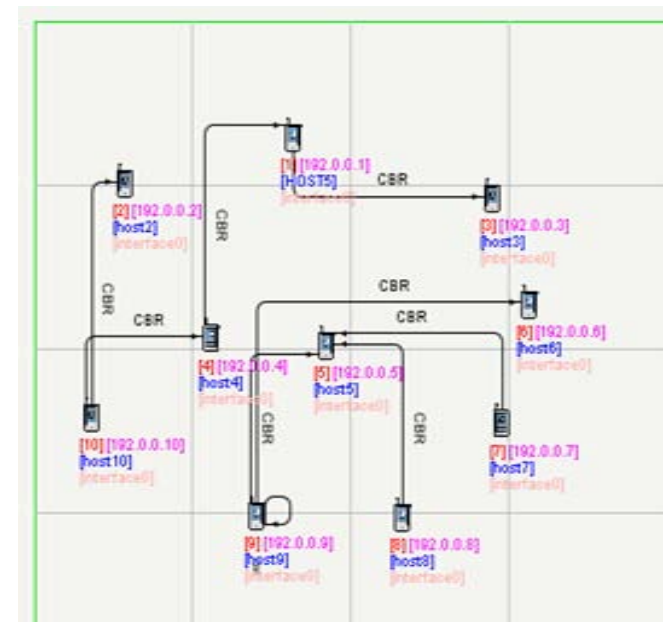 [1] [192.0.0.1]
[HOST5]
[interface0]
CBR
[2] [192.0.0.2]
[host2]
[interface0]
CBR
[3] [192.0.0.3]
[host3]
[interface0]
CBR
CBR
CBR
CBR
[4] [192.0.0.4]
[host4]
[interface0]
[5] [192.0.0.5]
[host5]
[interface0]
[6] [192.0.0.6]
[host6]
[interface0]
[10] [192.0.0.10]
[host10]
[interface0]
CBR
CBR
[7] [192.0.0.7]
[host7]
[interface0]
[9] [192.0.0.9]
[host9]
[interface0]
[8] [192.0.0.8]
[host8]
[interface0]